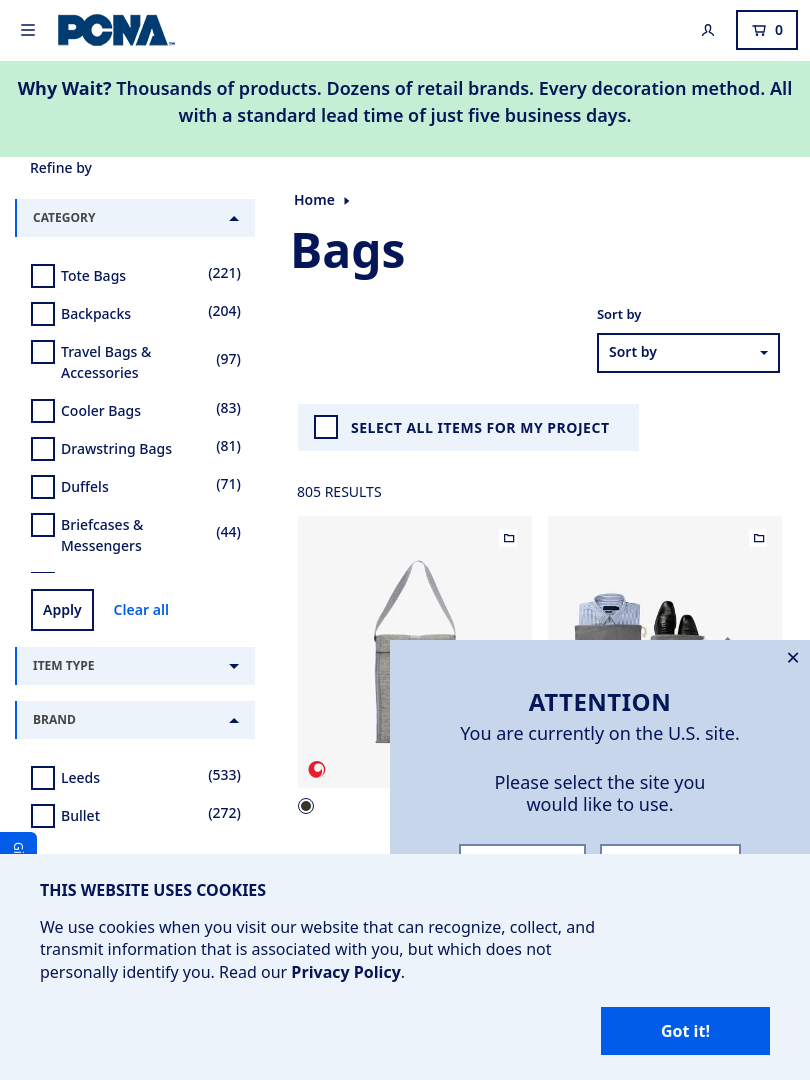 PCNA
0
Why Wait? Thousands of products. Dozens of retail brands. Every decoration method. All
with a standard lead time of just five business days.
Refine by
CATEGORY
Tote Bags (221)
Backpacks (204)
Travel Bags &
Accessories (97)
Cooler Bags (83)
Drawstring Bags (81)
Duffels (71)
Briefcases &
Messengers (44)
Apply Clear all
ITEM TYPE
BRAND
Leeds (533)
Bullet (272)
Home
Bags
Sort by
Sort by
SELECT ALL ITEMS FOR MY PROJECT
805 RESULTS
ATTENTION
You are currently on the U.S. site.
Please select the site you
would like to use.
THIS WEBSITE USES COOKIES
We use cookies when you visit our website that can recognize, collect, and
transmit information that is associated with you, but which does not
personally identify you. Read our Privacy Policy.
Got it!